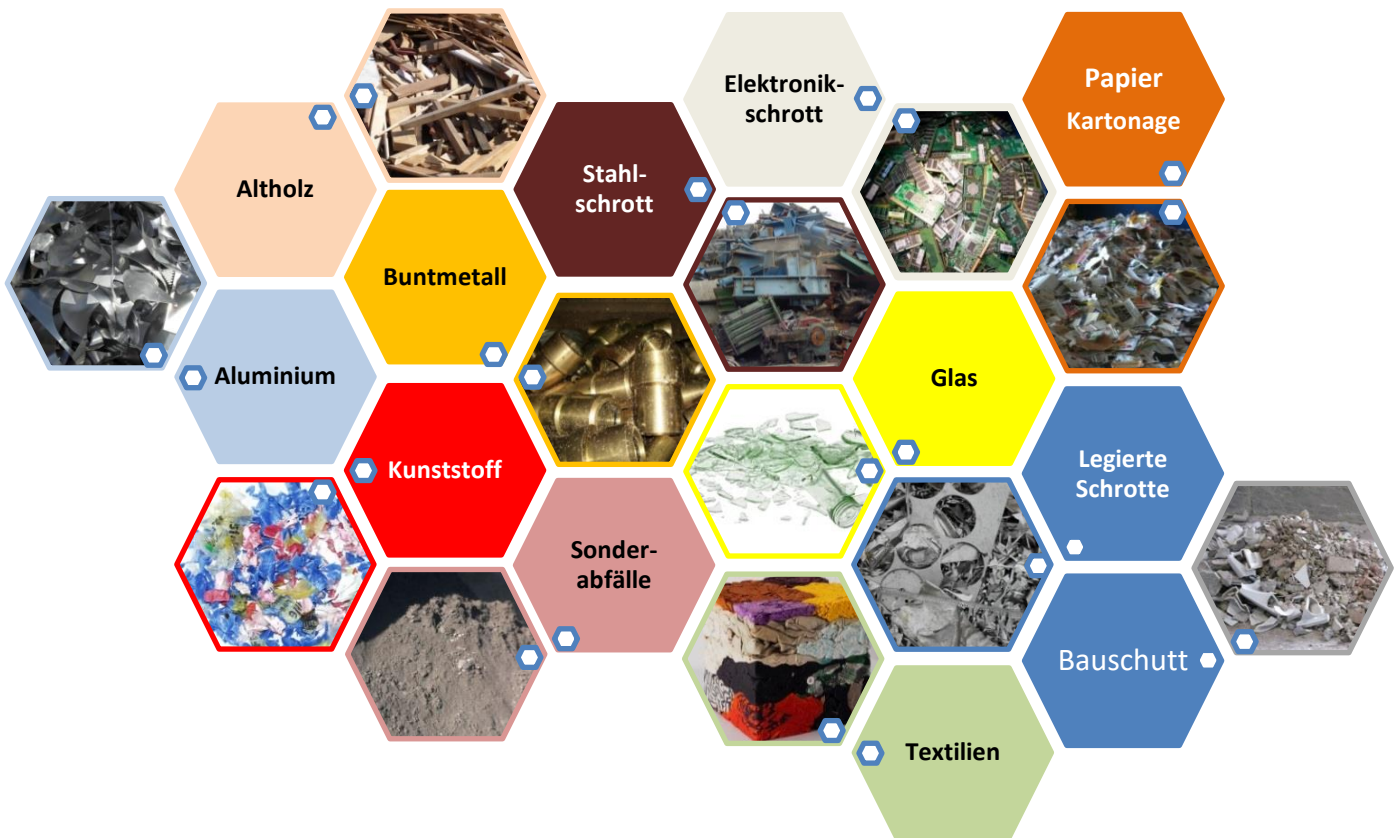 Elektronik-
schrott
Papier
Kartonage
Altholz
Stahl-
schrott
Buntmetall
Aluminium
Glas
Kunststoff
Legierte
Schrotte
Sonder-
abfälle
Bauschutt
Textilien